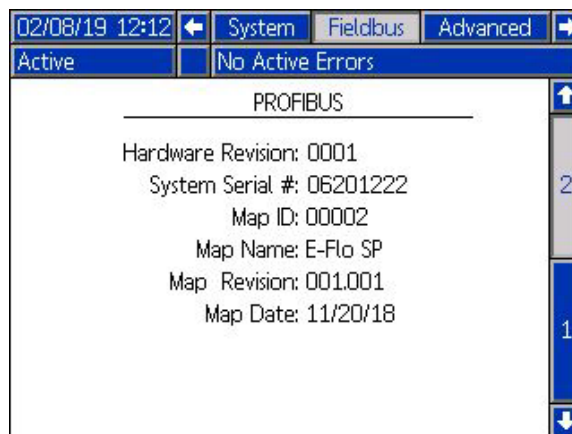 02/08/19 12:12 System Fieldbus Advanced
Active No Active Errors
PROFIBUS
Hardware Revision: 0001
System Serial #: 06201222
Map ID: 00002
Map Name: E-Flo SP
Map Revision: 001.001
Map Date: 11/20/18
2
1